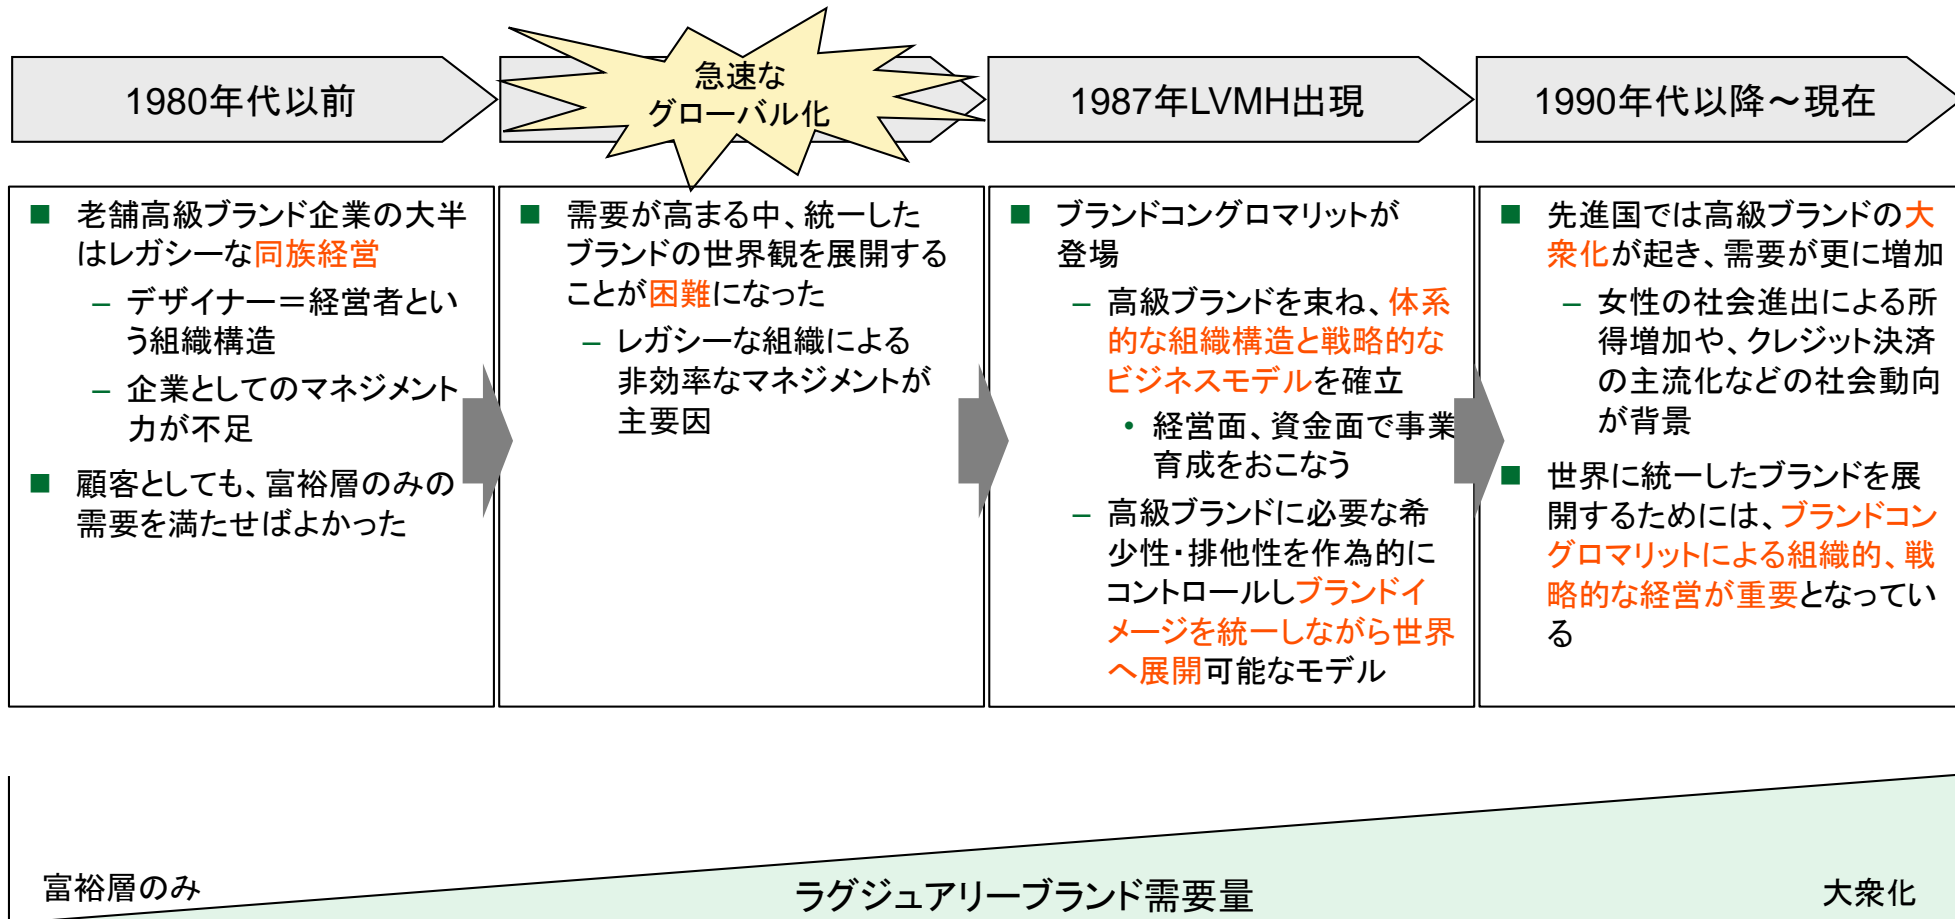 1980年代以前
急速な
グローバル化
1987年LVMH出現
1990年代以降～現在
■ 老舗高級ブランド企業の大半
はレガシーな同族経営
– デザイナー＝経営者とい
う組織構造
– 企業としてのマネジメント
力が不足
■ 顧客としても、富裕層のみの
需要を満たせばよかった
■ 需要が高まる中、統一した
ブランドの世界観を展開する
ことが困難になった
– レガシーな組織による
非効率なマネジメントが
主要因
■ ブランドコングロマリットが
登場
– 高級ブランドを束ね、体系
的な組織構造と戦略的な
ビジネスモデルを確立
• 経営面、資金面で事業
育成をおこなう
– 高級ブランドに必要な希
少性・排他性を作為的に
コントロールしブランドイ
メージを統一しながら世界
へ展開可能なモデル
■ 先進国では高級ブランドの大
衆化が起き、需要が更に増加
– 女性の社会進出による所
得増加や、クレジット決済
の主流化などの社会動向
が背景
■ 世界に統一したブランドを展
開するためには、ブランドコン
グロマリットによる組織的、戦
略的な経営が重要となってい
る
富裕層のみ
ラグジュアリーブランド需要量
大衆化